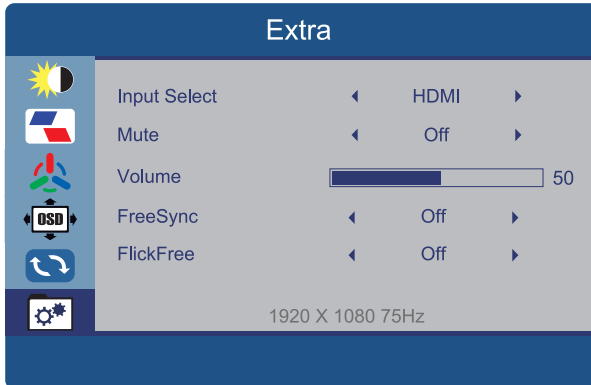 Extra
Input Select HDMI
Mute Off
Volume 50
FreeSync Off
OSD
FlickFree Off
1920 X 1080 75Hz